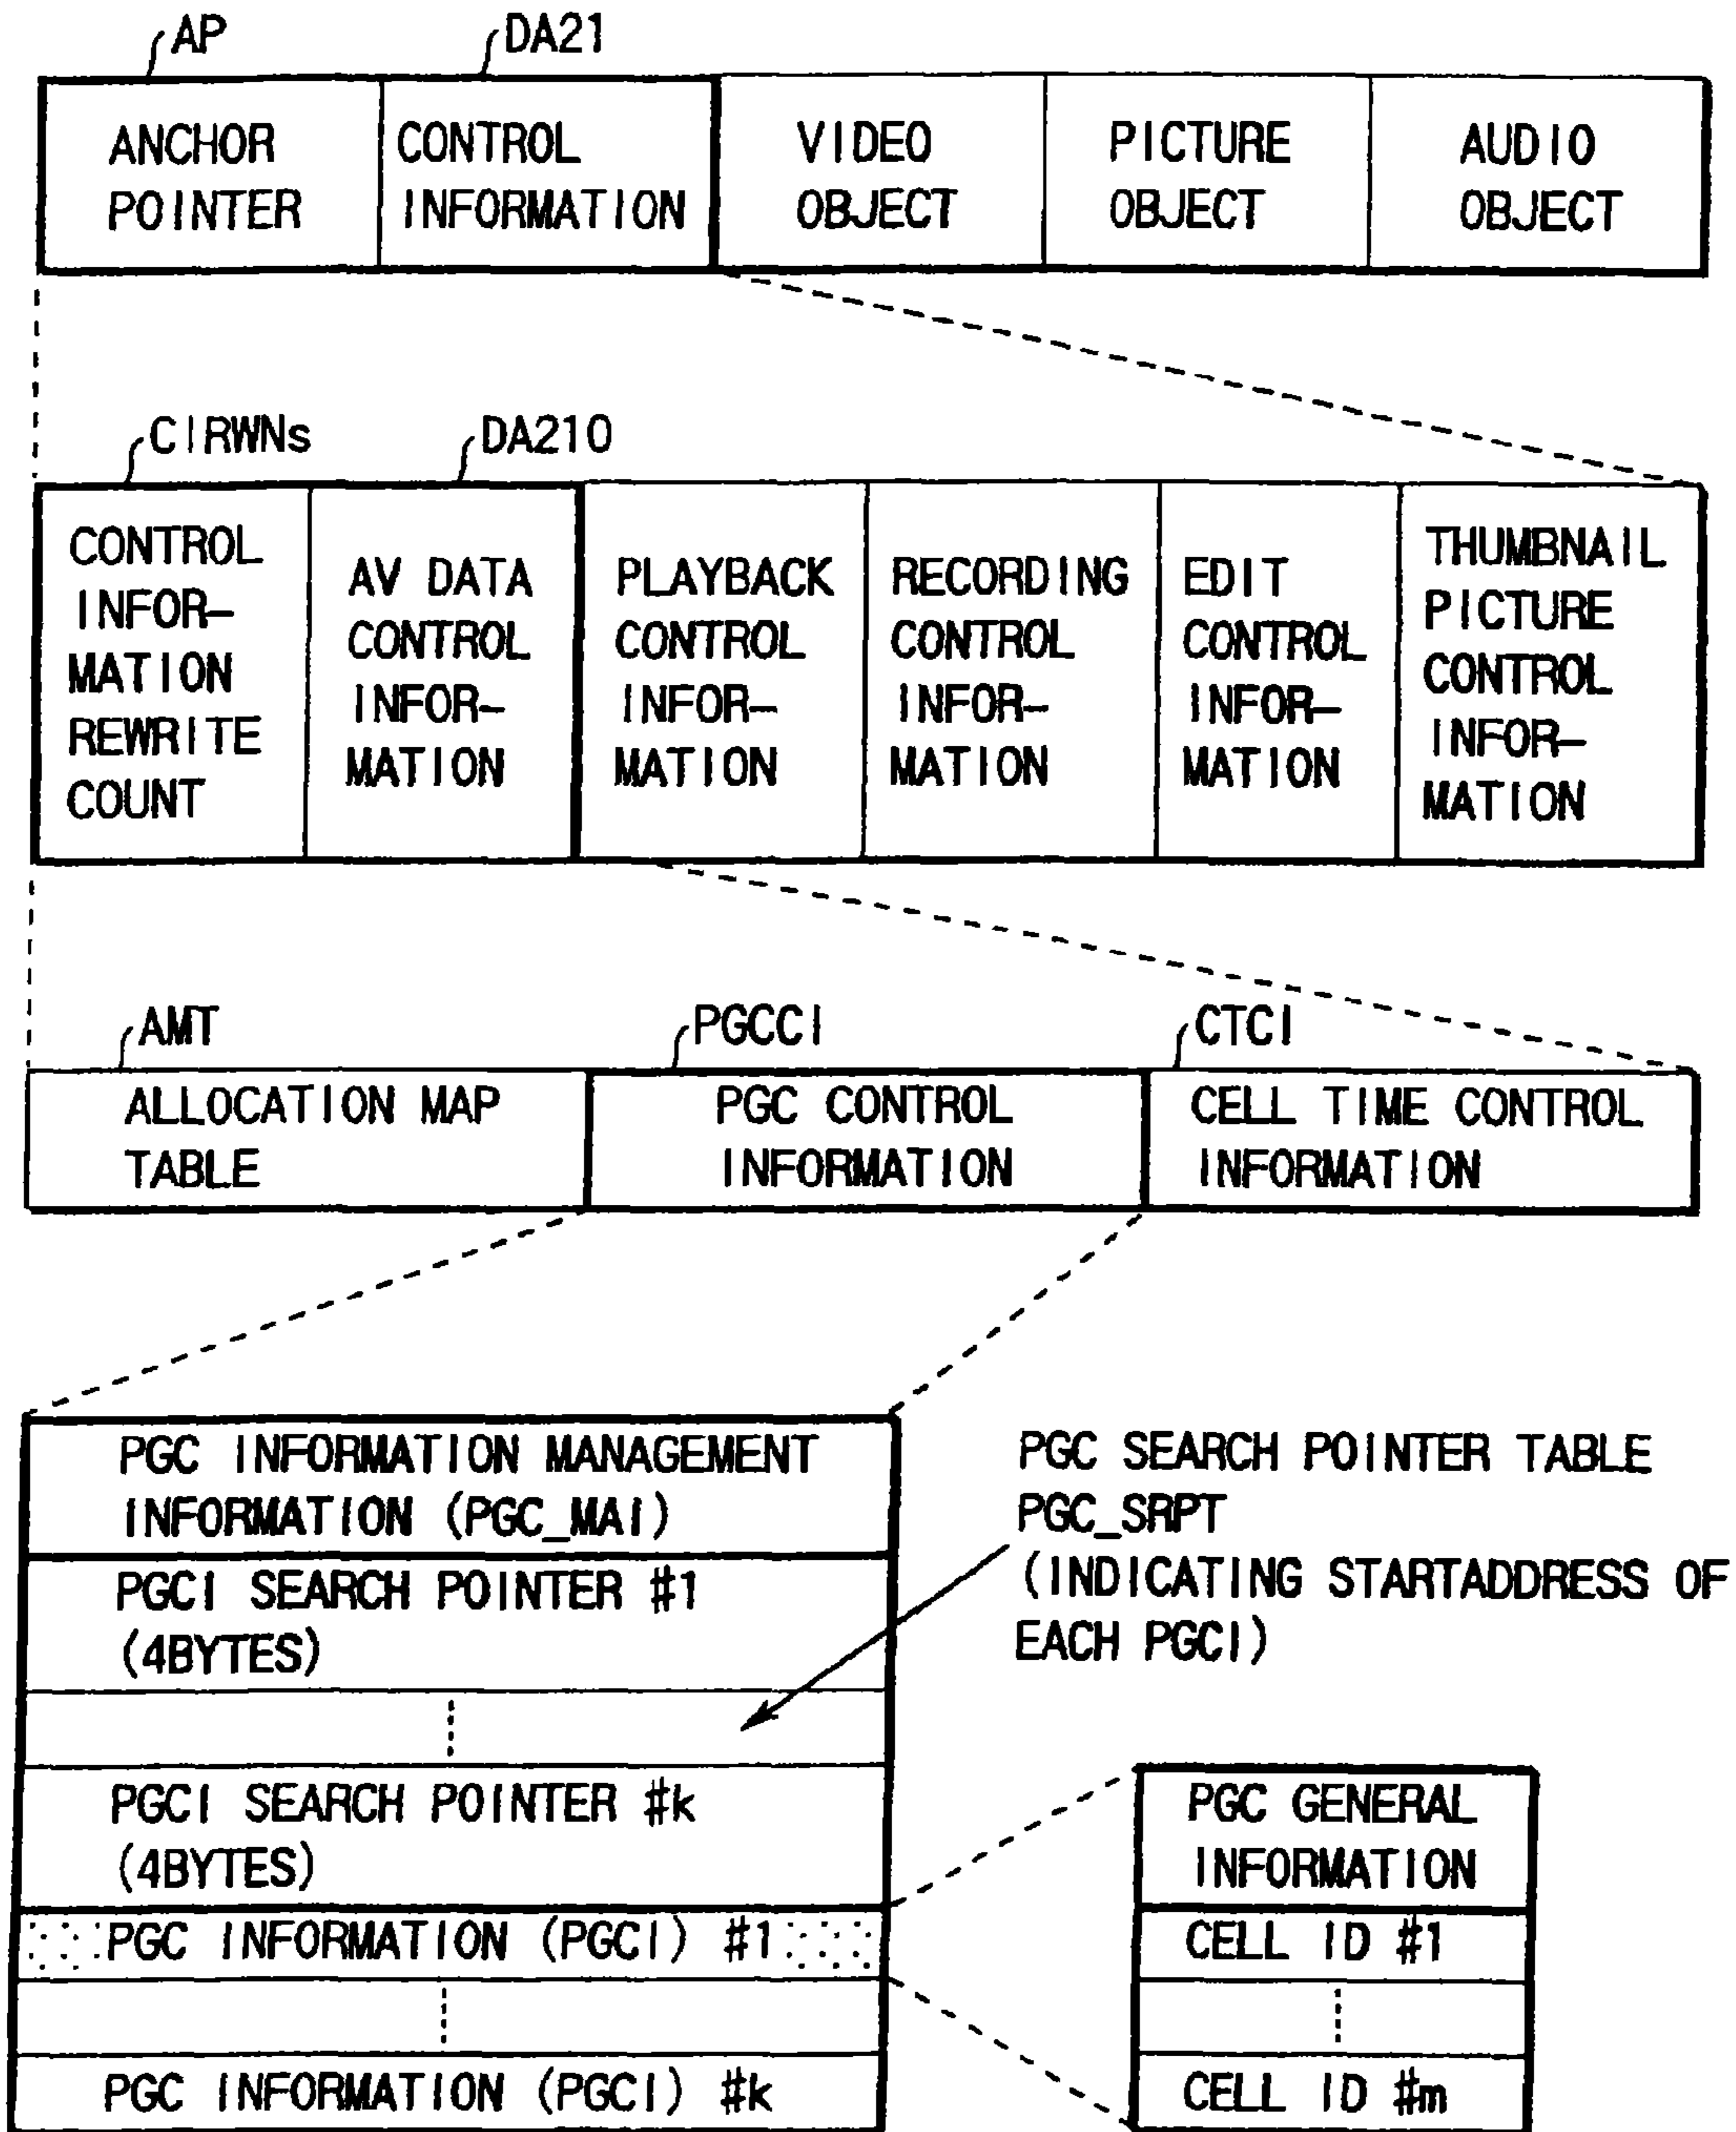 AP
DA21
ANCHOR
POINTER
CONTROL
INFORMATION
VIDEO
OBJECT
PICTURE
OBJECT
AUDIO
OBJECT
CIRWNs
DA210
CONTROL
INFOR-
MATION
REWRITE
COUNT
AV DATA
CONTROL
INFOR-
MATION
PLAYBACK
CONTROL
INFOR-
MATION
RECORDING
CONTROL
INFOR-
MATION
EDIT
CONTROL
INFOR-
MATION
THUMBNAIL
PICTURE
CONTROL
INFOR-
MATION
AMT
PGCCI
CTCI
ALLOCATION MAP
TABLE
PGC CONTROL
INFORMATION
CELL TIME CONTROL
INFORMATION
PGC INFORMATION MANAGEMENT
INFORMATION (PGC_MAI)
PGCI SEARCH POINTER #1
(4BYTES)
PGCI SEARCH POINTER #k
(4BYTES)
PGC INFORMATION (PGCI) #1
PGC INFORMATION (PGCI) #k
PGC SEARCH POINTER TABLE
PGC_SRPT
(INDICATING STARTADDRESS OF
EACH PGCI)
PGC GENERAL
INFORMATION
CELL ID #1
CELL ID #m